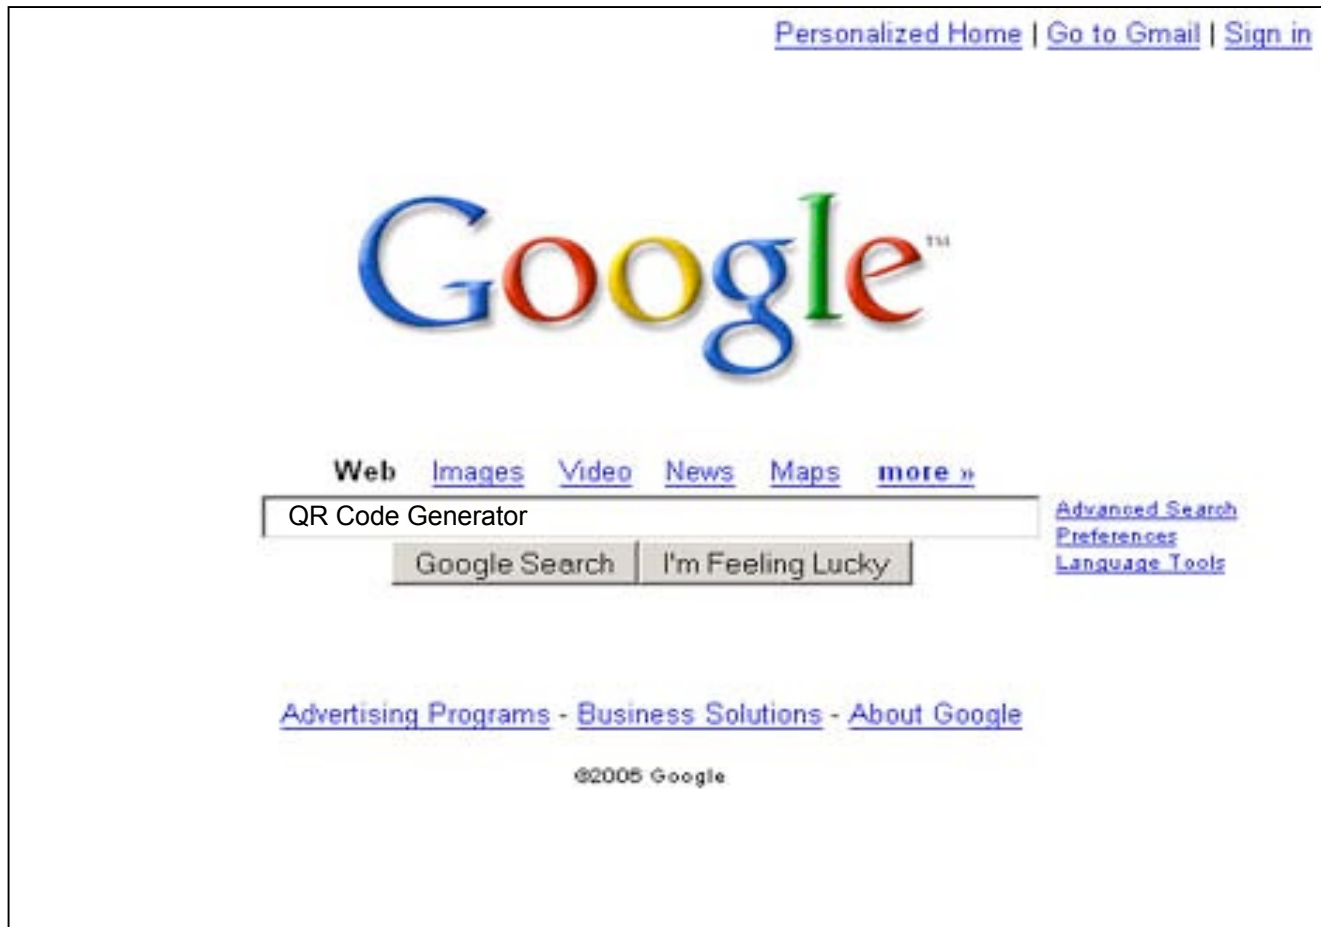 Personalized Home | Go to Gmail | Sign in
Google™
Web Images Video News Maps more »
QR Code Generator
Advanced Search
Preferences
Language Tools
Google Search I'm Feeling Lucky
Advertising Programs - Business Solutions - About Google
©2006 Google